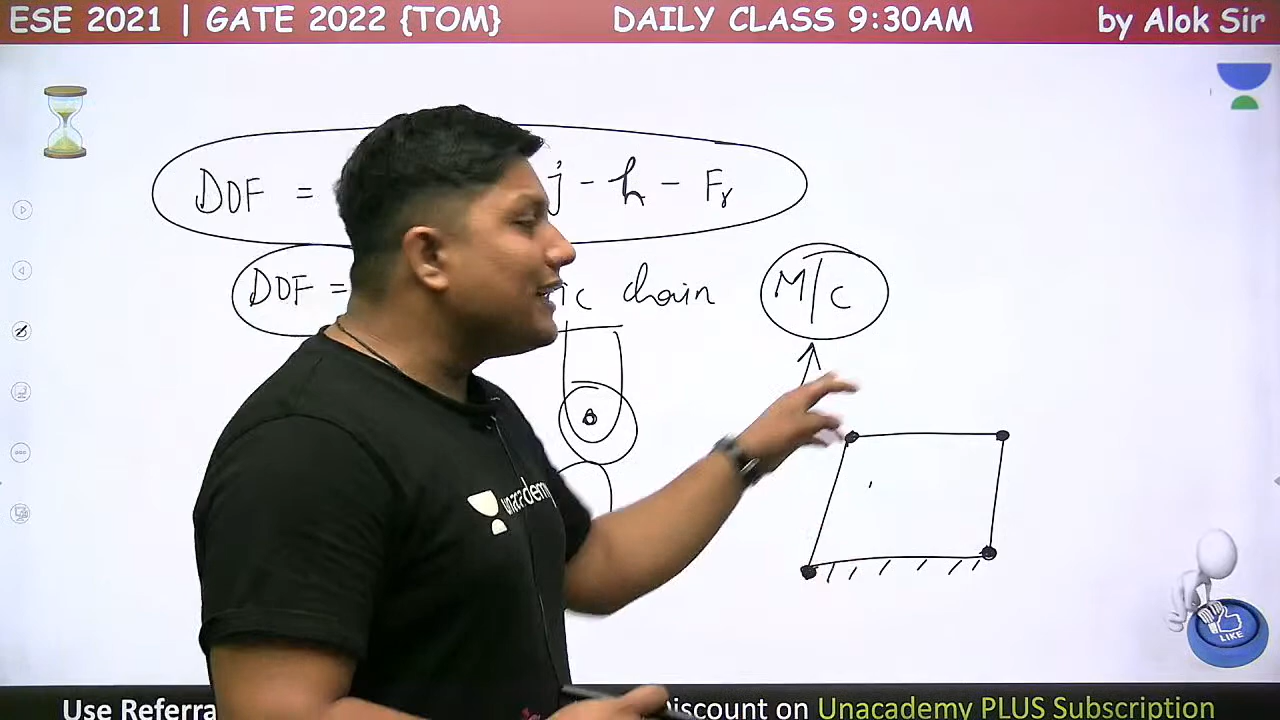 ESE 2021 | GATE 2022 {TOM} DAILY CLASS 9:30AM by Alok Sir
DOF = j - h - Fr
DOF = ic chain M/c
unacademy
LIKE
Use Referra Discount on Unacademy PLUS Subscription